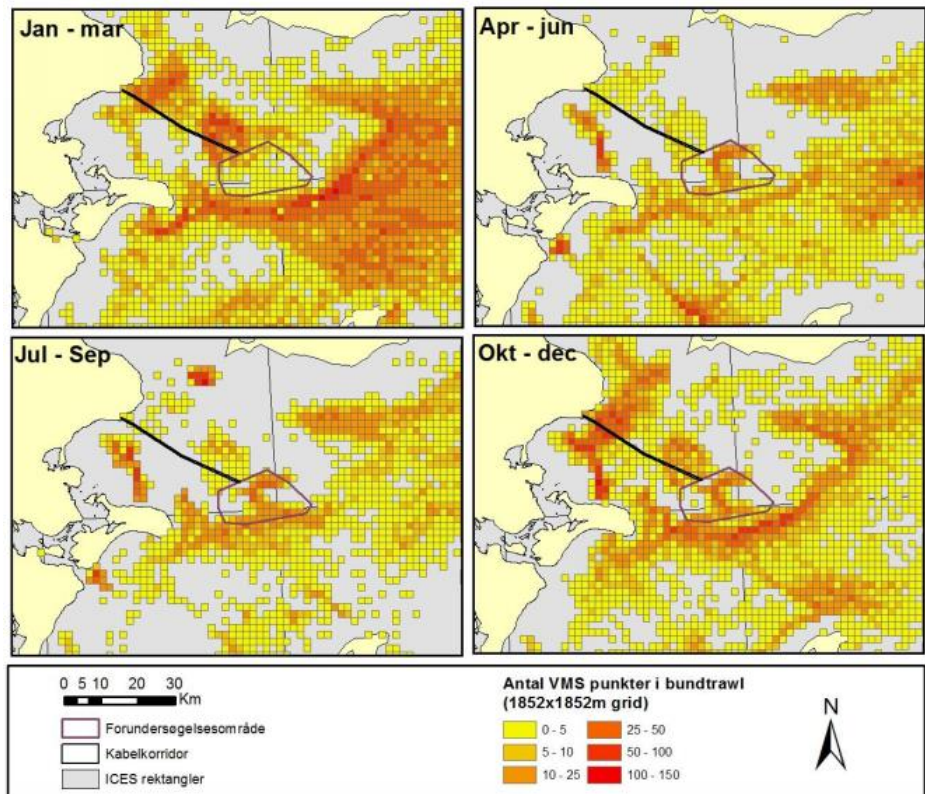 Jan - mar
Apr - jun
Jul - Sep
Okt - dec
0 5 10 20 30
Km
Forundersøgelsesområde
Kabelkorridor
ICES rektangler
Antal VMS punkter i bundtrawl
(1852x1852m grid)
0 - 5
25 - 50
5 - 10
50 - 100
10 - 25
100 - 150
N